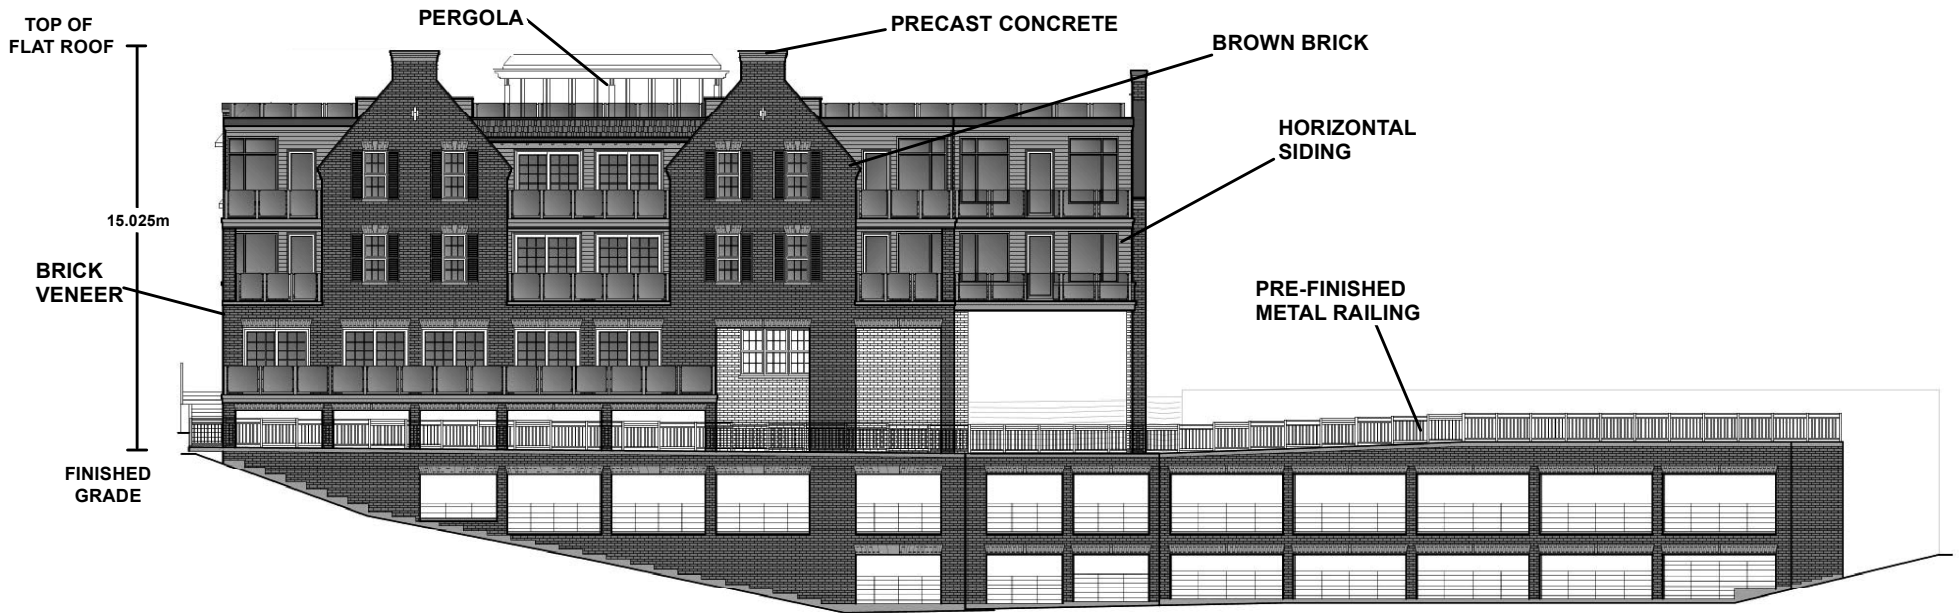 TOP OF
FLAT ROOF
PERGOLA
PRECAST CONCRETE
BROWN BRICK
HORIZONTAL
SIDING
15.025m
BRICK
VENEER
PRE-FINISHED
METAL RAILING
FINISHED
GRADE